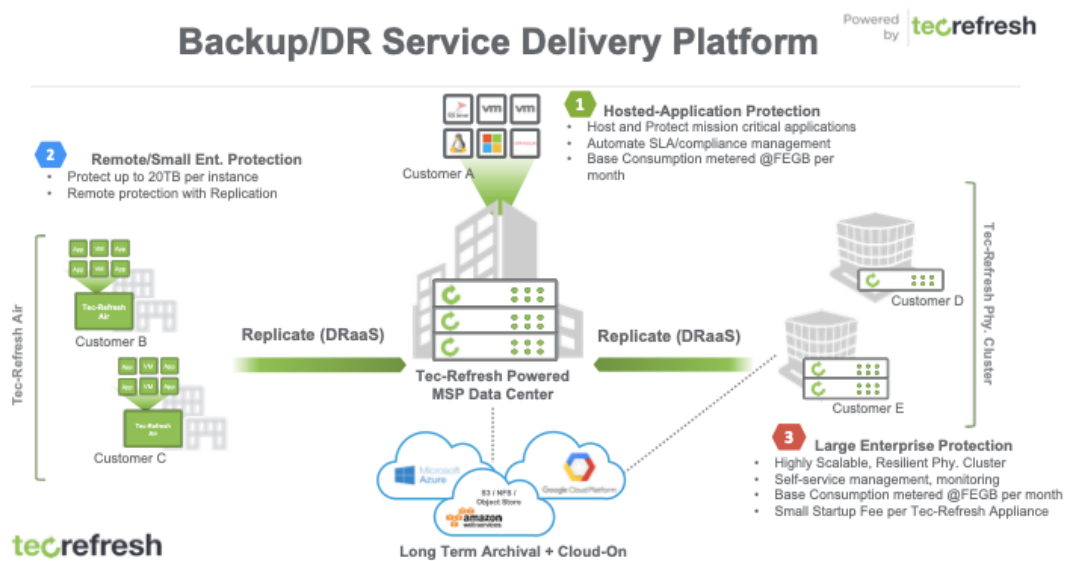 Backup/DR Service Delivery Platform
Powered
by
tecrefresh
1
Hosted-Application Protection
• Host and Protect mission critical applications
• Automate SLA/compliance management
• Base Consumption metered @FEGB per
month
vm
vm
Customer A
2
Remote/Small Ent. Protection
• Protect up to 20TB per instance
• Remote protection with Replication
Tec-Refresh Air
App VM App
App VM App
Tec-Refresh
Air
Customer B
App VM App
App VM App
Tec-Refresh
Air
Customer C
Replicate (DRaaS)
Tec-Refresh Powered
MSP Data Center
Replicate (DRaaS)
Customer D
Customer E
Tec-Refresh Phy. Cluster
3
Large Enterprise Protection
• Highly Scalable, Resilient Phy. Cluster
• Self-service management, monitoring
• Base Consumption metered @FEGB per month
• Small Startup Fee per Tec-Refresh Appliance
Microsoft
Azure
Google Cloud Platform
S3 / NFS /
Object Store
amazon
webservices
Long Term Archival + Cloud-On
tecrefresh